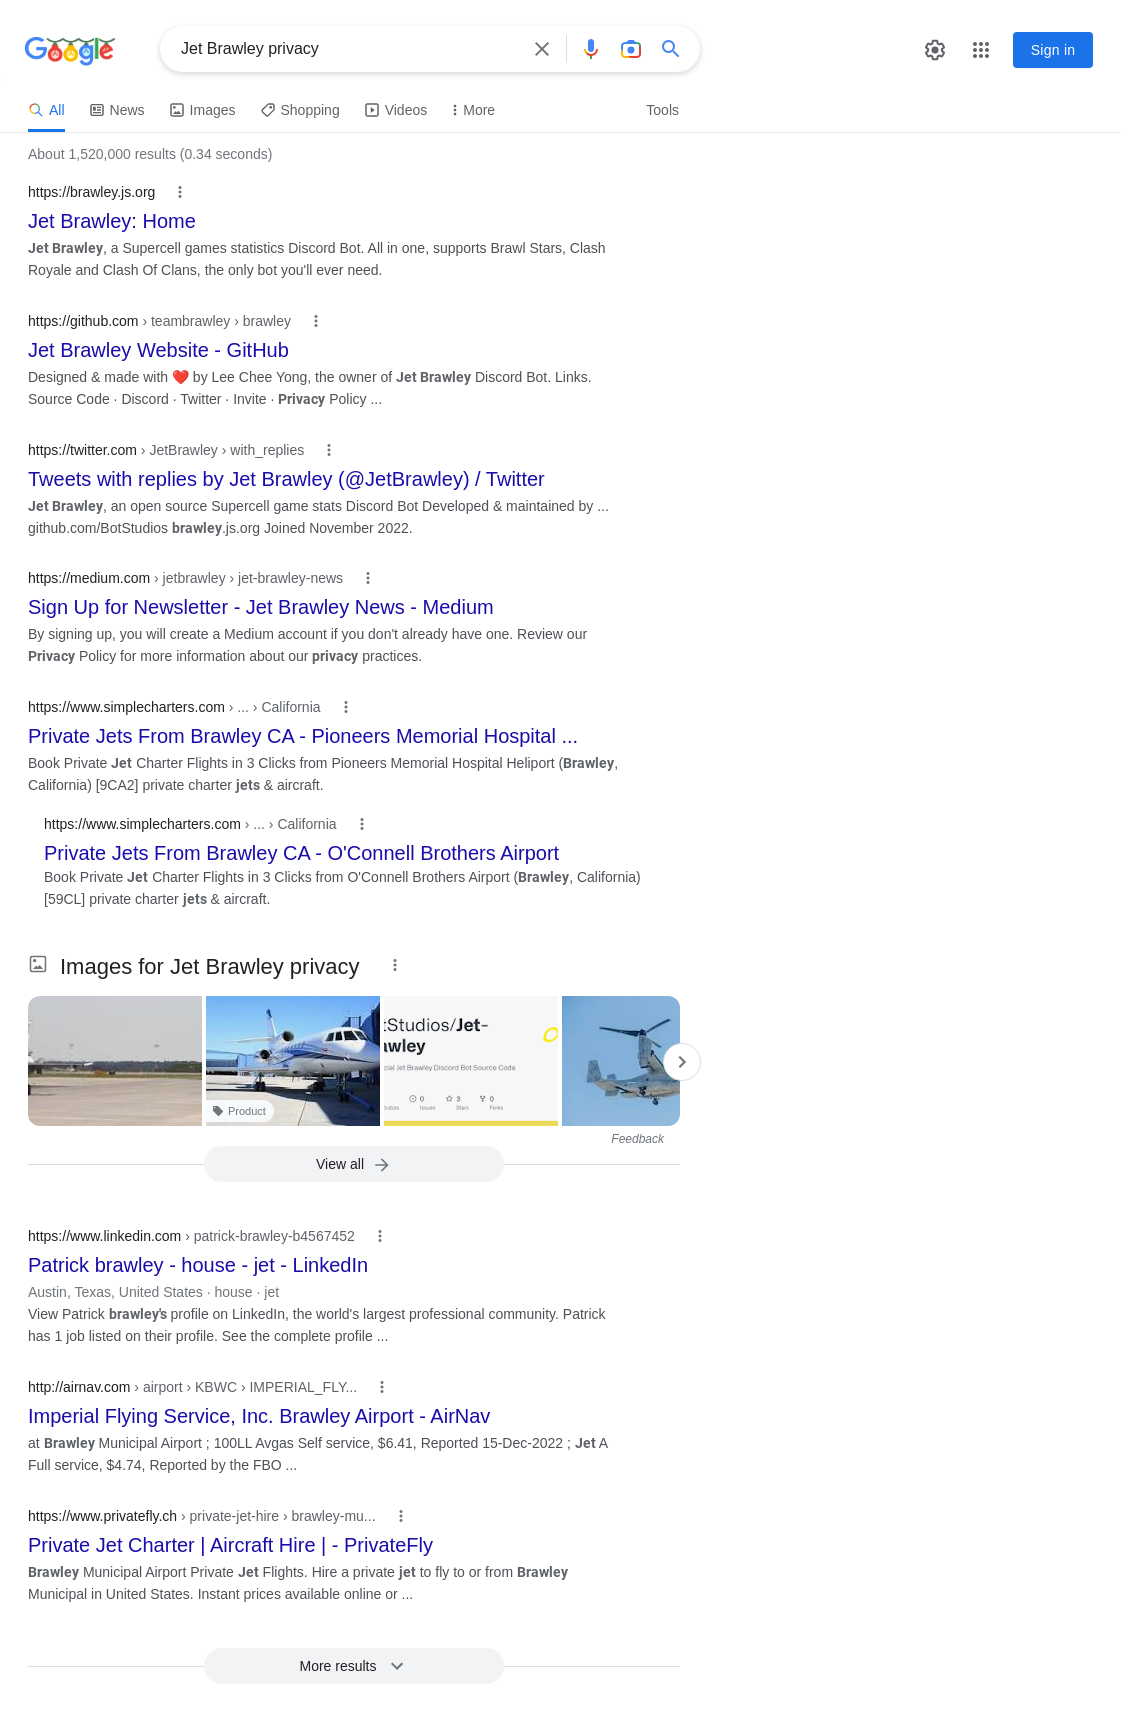 Google
Jet Brawley privacy
Sign in
All
News
Images
Shopping
Videos
More
Tools
About 1,520,000 results (0.34 seconds)
https://brawley.js.org
Jet Brawley: Home
Jet Brawley, a Supercell games statistics Discord Bot. All in one, supports Brawl Stars, Clash
Royale and Clash Of Clans, the only bot you'll ever need.
https://github.com › teambrawley › brawley
Jet Brawley Website - GitHub
Designed & made with ❤️ by Lee Chee Yong, the owner of Jet Brawley Discord Bot. Links.
Source Code · Discord · Twitter · Invite · Privacy Policy ...
https://twitter.com › JetBrawley › with_replies
Tweets with replies by Jet Brawley (@JetBrawley) / Twitter
Jet Brawley, an open source Supercell game stats Discord Bot Developed & maintained by ...
github.com/BotStudios brawley.js.org Joined November 2022.
https://medium.com › jetbrawley › jet-brawley-news
Sign Up for Newsletter - Jet Brawley News - Medium
By signing up, you will create a Medium account if you don't already have one. Review our
Privacy Policy for more information about our privacy practices.
https://www.simplecharters.com › ... › California
Private Jets From Brawley CA - Pioneers Memorial Hospital ...
Book Private Jet Charter Flights in 3 Clicks from Pioneers Memorial Hospital Heliport (Brawley,
California) [9CA2] private charter jets & aircraft.
https://www.simplecharters.com › ... › California
Private Jets From Brawley CA - O'Connell Brothers Airport
Book Private Jet Charter Flights in 3 Clicks from O'Connell Brothers Airport (Brawley, California)
[59CL] private charter jets & aircraft.
Images for Jet Brawley privacy
tStudios/Jet-
awley
cial Jet Brawley Discord Bot Source Code
0 3 0
utors Issues Stars Forks
Product
Feedback
View all
https://www.linkedin.com › patrick-brawley-b4567452
Patrick brawley - house - jet - LinkedIn
Austin, Texas, United States · house · jet
View Patrick brawley's profile on LinkedIn, the world's largest professional community. Patrick
has 1 job listed on their profile. See the complete profile ...
http://airnav.com › airport › KBWC › IMPERIAL_FLY...
Imperial Flying Service, Inc. Brawley Airport - AirNav
at Brawley Municipal Airport ; 100LL Avgas Self service, $6.41, Reported 15-Dec-2022 ; Jet A
Full service, $4.74, Reported by the FBO ...
https://www.privatefly.ch › private-jet-hire › brawley-mu...
Private Jet Charter | Aircraft Hire | - PrivateFly
Brawley Municipal Airport Private Jet Flights. Hire a private jet to fly to or from Brawley
Municipal in United States. Instant prices available online or ...
More results